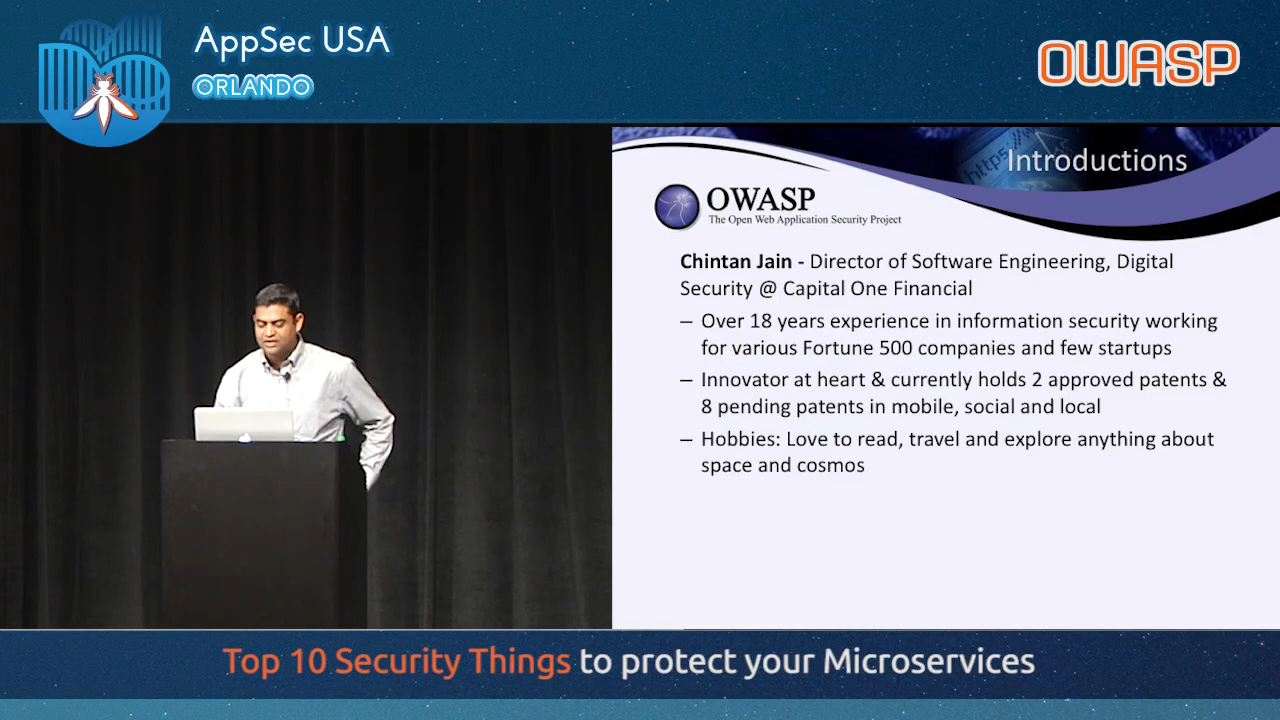 AppSec USA
ORLANDO
OWASP
https:
Introductions
OWASP
The Open Web Application Security Project
Chintan Jain - Director of Software Engineering, Digital
Security @ Capital One Financial
– Over 18 years experience in information security working
for various Fortune 500 companies and few startups
– Innovator at heart & currently holds 2 approved patents &
8 pending patents in mobile, social and local
– Hobbies: Love to read, travel and explore anything about
space and cosmos
Top 10 Security Things to protect your Microservices